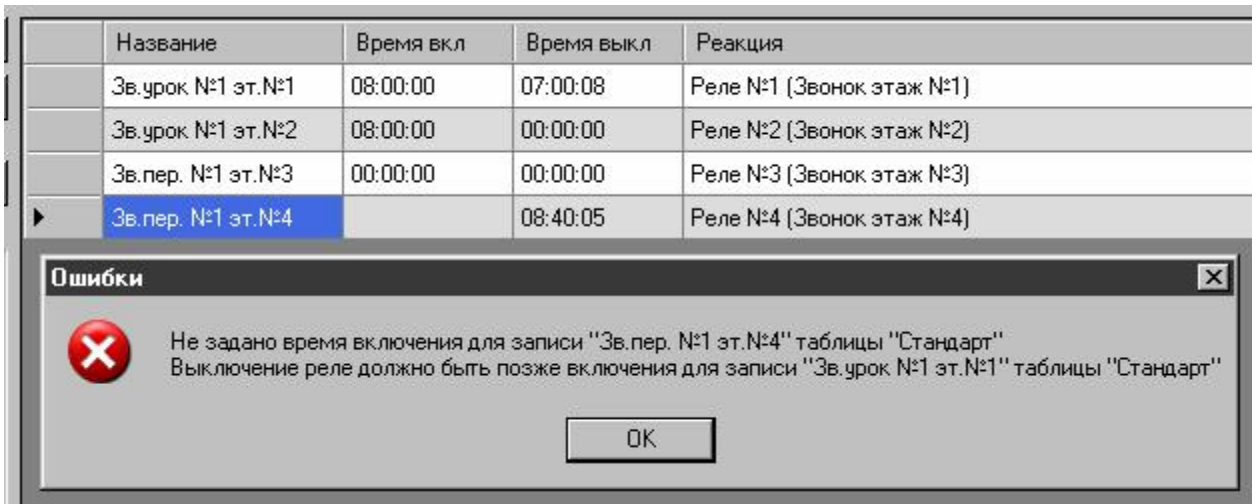 Название Время вкл Время выкл Реакция
Зв.урок №1 эт.№1 08:00:00 07:00:08 Реле №1 (Звонок этаж №1)
Зв.урок №1 эт.№2 08:00:00 00:00:00 Реле №2 (Звонок этаж №2)
Зв.пер. №1 эт.№3 00:00:00 00:00:00 Реле №3 (Звонок этаж №3)
Зв.пер. №1 эт.№4 08:40:05 Реле №4 (Звонок этаж №4)
Ошибки
Не задано время включения для записи "Зв.пер. №1 эт.№4" таблицы "Стандарт"
Выключение реле должно быть позже включения для записи "Зв.урок №1 эт.№1" таблицы "Стандарт"
OK